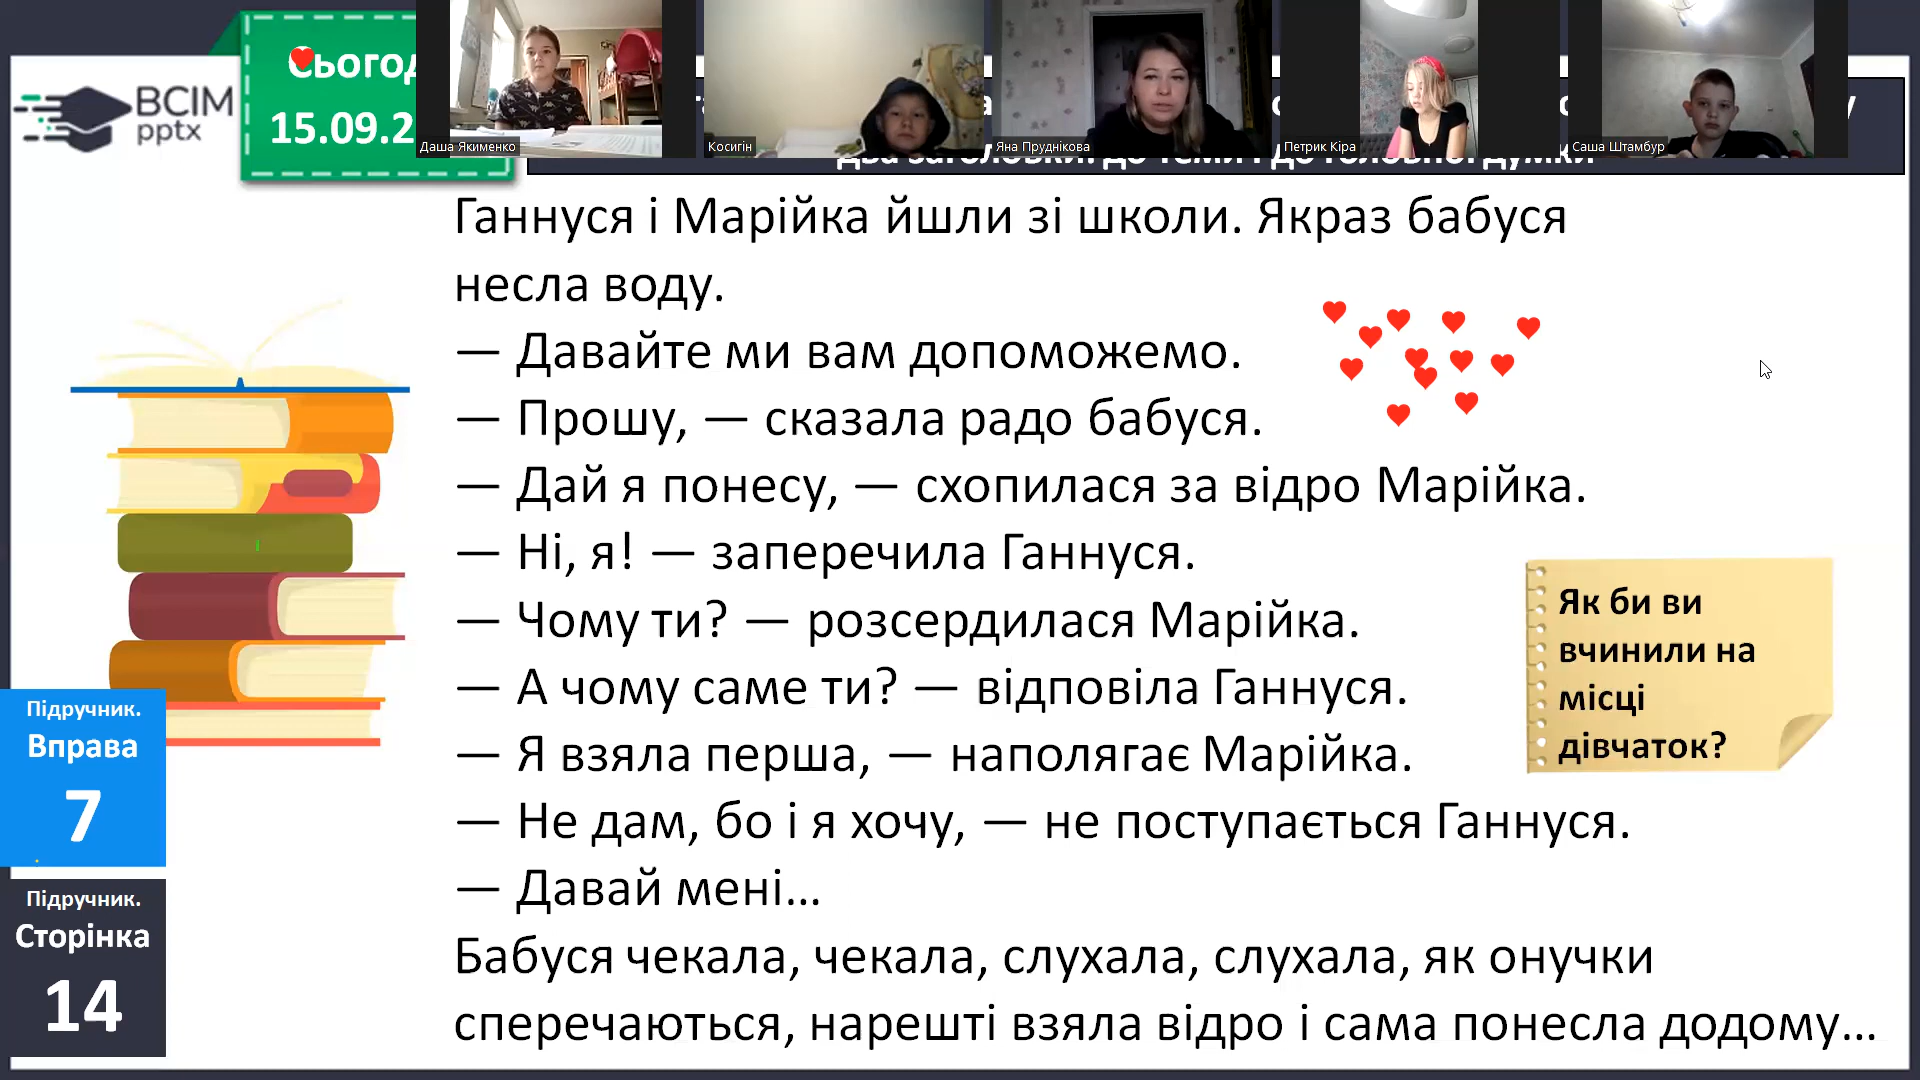 ВСІМ
pptx
15.09.2
Даша Якименко
Косигін
Яна Пруднікова
Петрик Кіра
Саша Штамбур
Ганнуся і Марійка йшли зі школи. Якраз бабуся
несла воду.
— Давайте ми вам допоможемо.
— Прошу, — сказала радо бабуся.
— Дай я понесу, — схопилася за відро Марійка.
— Ні, я! — заперечила Ганнуся.
— Чому ти? — розсердилася Марійка.
— А чому саме ти? — відповіла Ганнуся.
— Я взяла перша, — наполягає Марійка.
— Не дам, бо і я хочу, — не поступається Ганнуся.
— Давай мені…
Бабуся чекала, чекала, слухала, слухала, як онучки
сперечаються, нарешті взяла відро і сама понесла додому…
Як би ви
вчинили на
місці
дівчаток?
Підручник.
Вправа
7
Підручник.
Сторінка
14